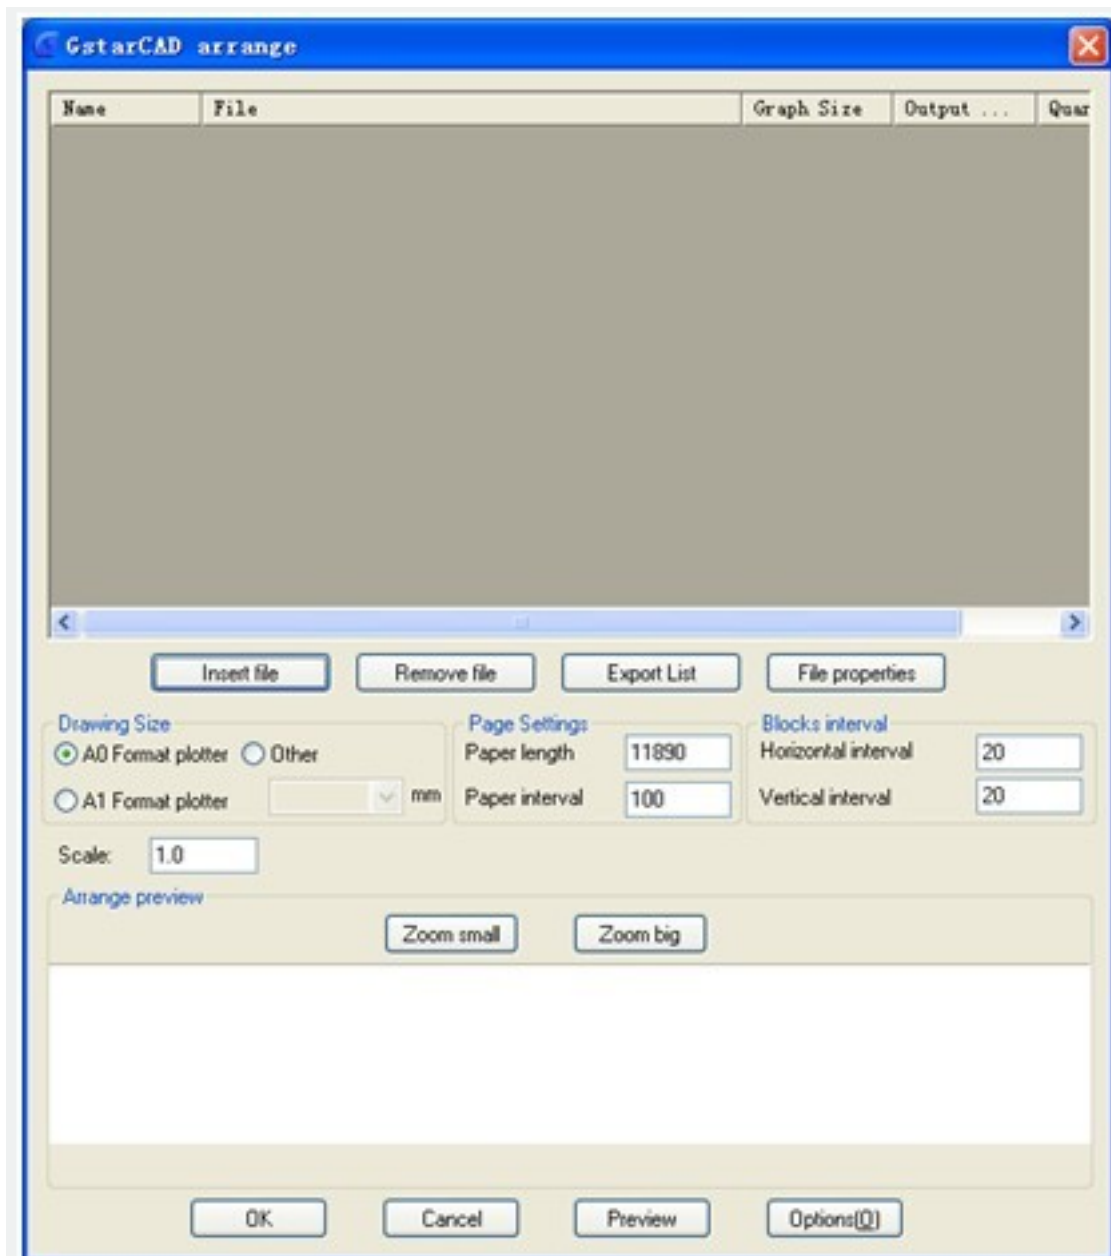 GstarCAD arrange
Name File Graph Size Output ... Quan
Insert file Remove file Export List File properties
Drawing Size Page Settings Blocks interval
A0 Format plotter Other Paper length 11890 Horizontal interval 20
A1 Format plotter mm Paper interval 100 Vertical interval 20
Scale: 1.0
Arrange preview
Zoom small Zoom big
OK Cancel Preview Options(O)